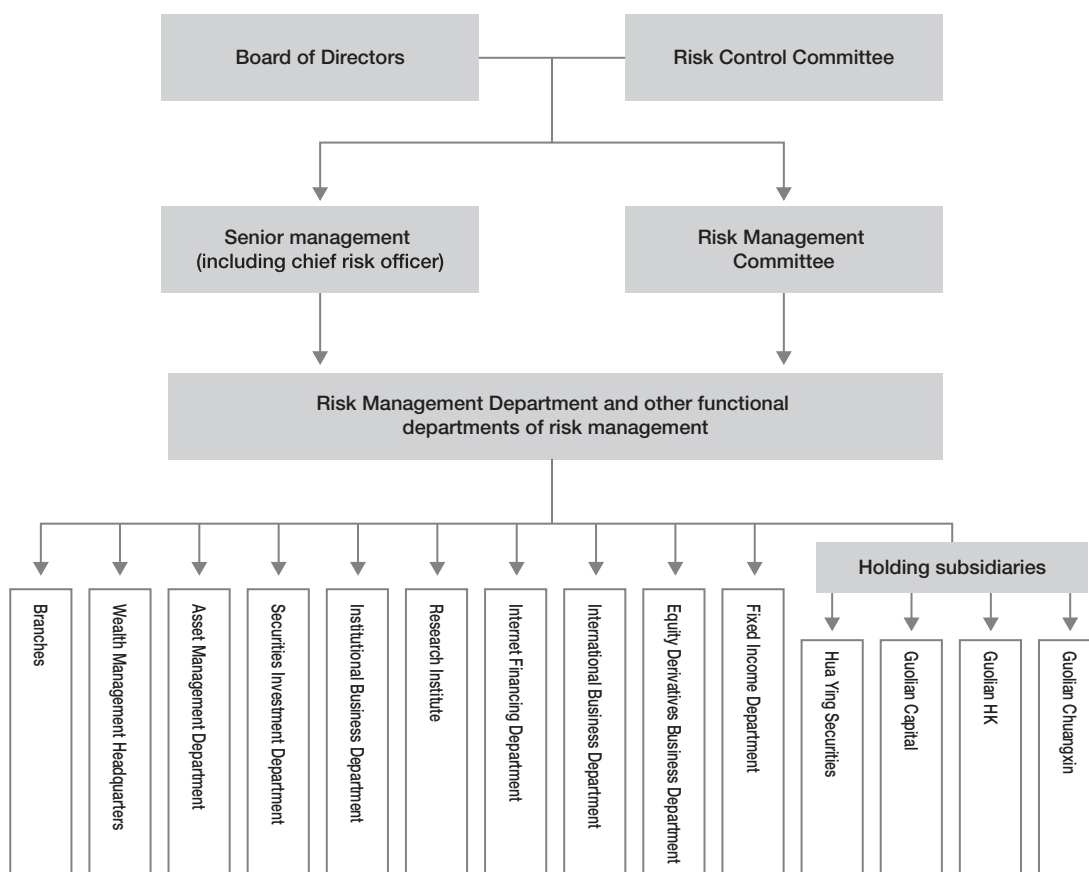 Board of Directors
Risk Control Committee
Senior management
(including chief risk officer)
Risk Management
Committee
Risk Management Department and other functional
departments of risk management
Holding subsidiaries
Branches
Wealth Management Headquarters
Asset Management Department
Securities Investment Department
Institutional Business Department
Research Institute
Internet Financing Department
International Business Department
Equity Derivatives Business Department
Fixed Income Department
Hua Ying Securities
Guolian Capital
Guolian HK
Guolian Chuangxin